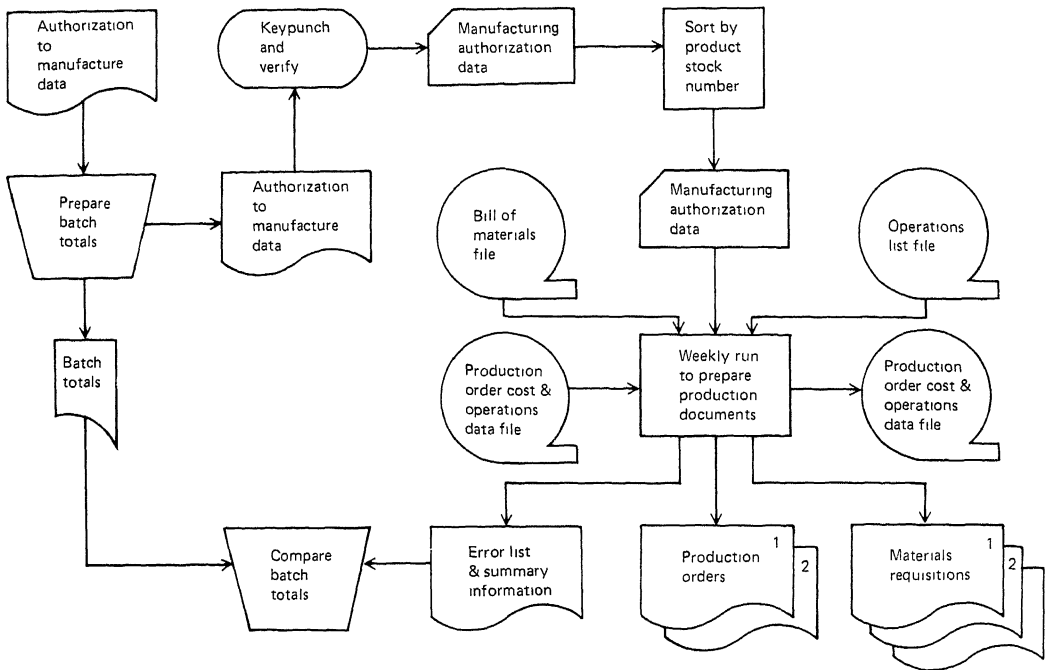 Authorization
to
manufacture
data
Keypunch
and
verify
Manufacturing
authorization
data
Sort by
product
stock
number
Prepare
batch
totals
Authorization
to
manufacture
data
Bill of
materials
file
Manufacturing
authorization
data
Operations
list file
Batch
totals
Production
order cost &
operations
data file
Weekly run
to prepare
production
documents
Production
order cost &
operations
data file
Compare
batch
totals
Error list
& summary
information
Production
orders
1
2
Materials
requisitions
1
2